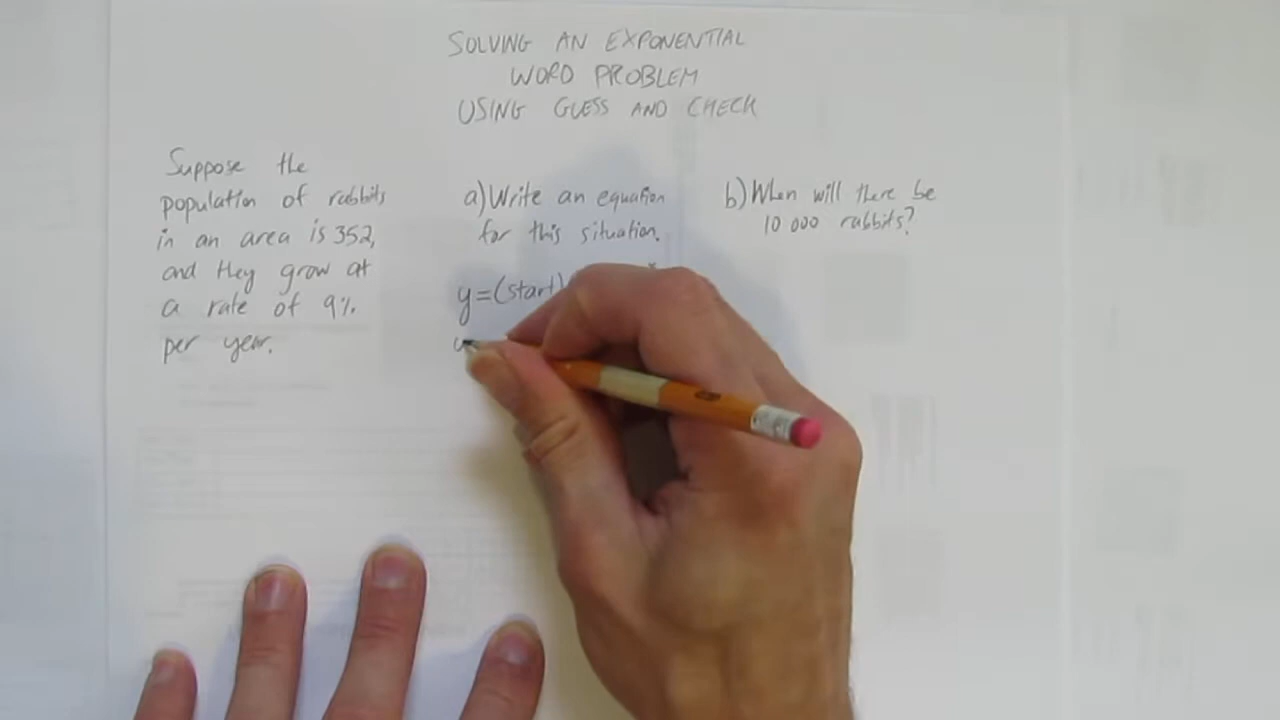 SOLVING AN EXPONENTIAL
WORD PROBLEM
USING GUESS AND CHECK
Suppose the
population of rabbits
in an area is 352,
and they grow at
a rate of 9%
per year.
a) Write an equation
for this situation.
y=(start)
b) When will there be
10 000 rabbits?